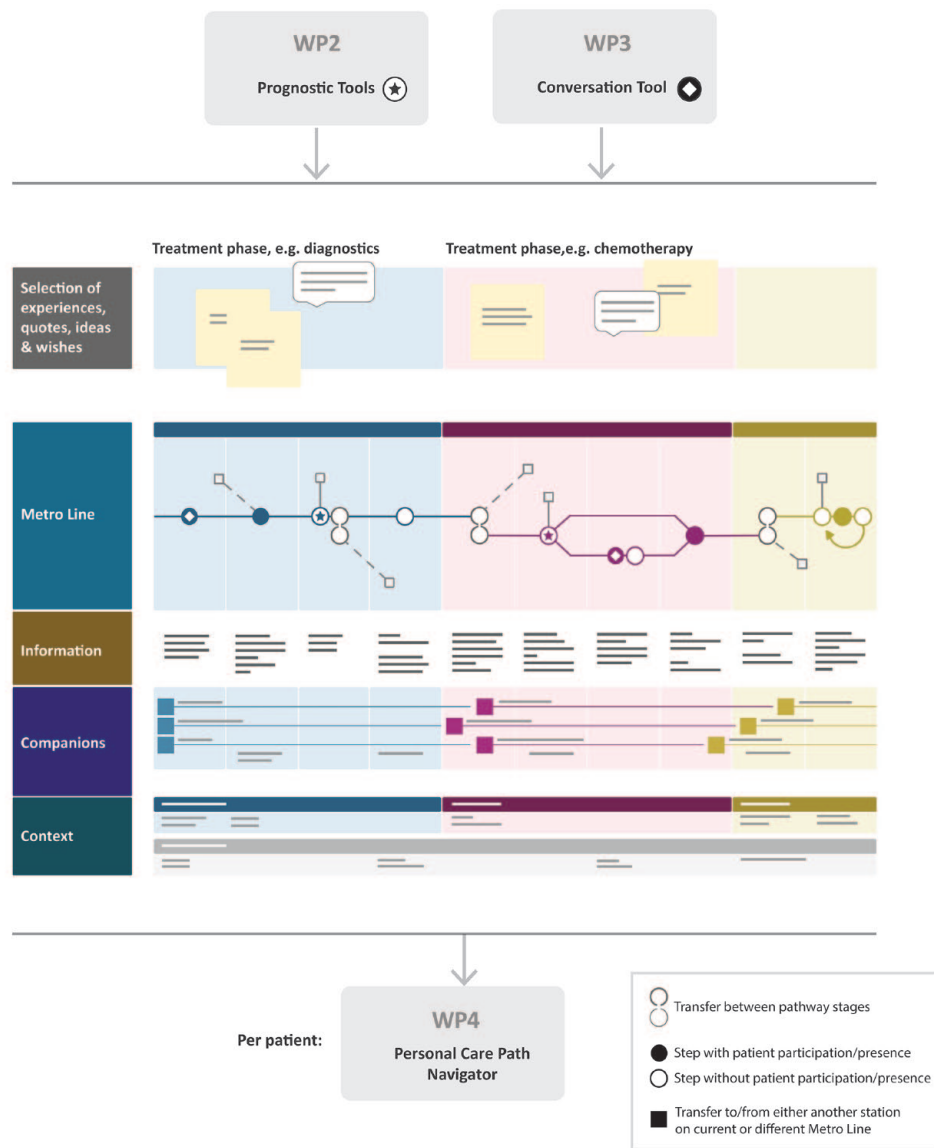 WP2
Prognostic Tools
WP3
Conversation Tool
Treatment phase, e.g. diagnostics
Treatment phase,e.g. chemotherapy
Selection of
experiences,
quotes, ideas
& wishes
Metro Line
Information
Companions
Context
Per patient:
WP4
Personal Care Path
Navigator
Transfer between pathway stages
Step with patient participation/presence
Step without patient participation/presence
Transfer to/from either another station
on current or different Metro Line